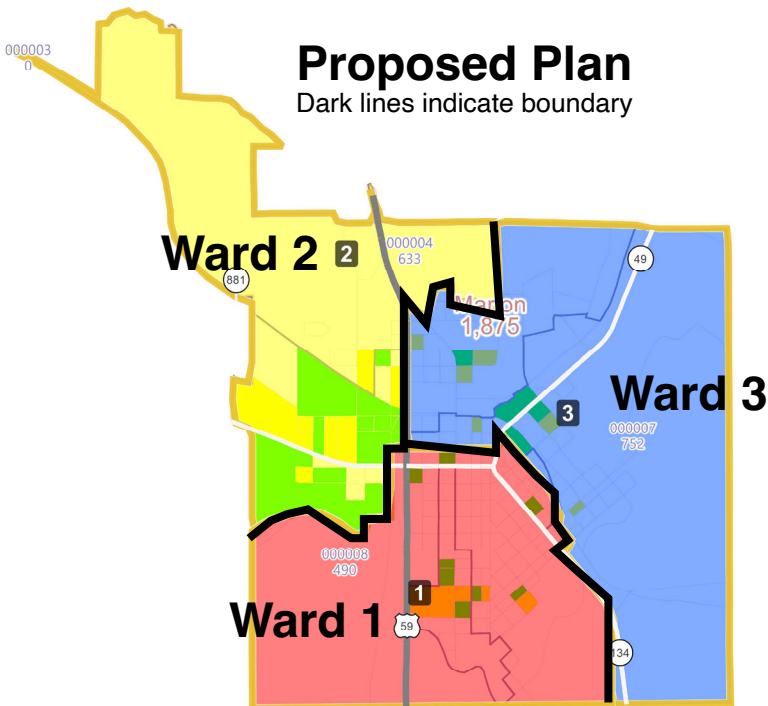 Proposed Plan
Dark lines indicate boundary
000003
0
Ward 2
2
000004
633
49
881
Marion
1,875
Ward 3
3
000007
752
000008
490
1
Ward 1
59
134